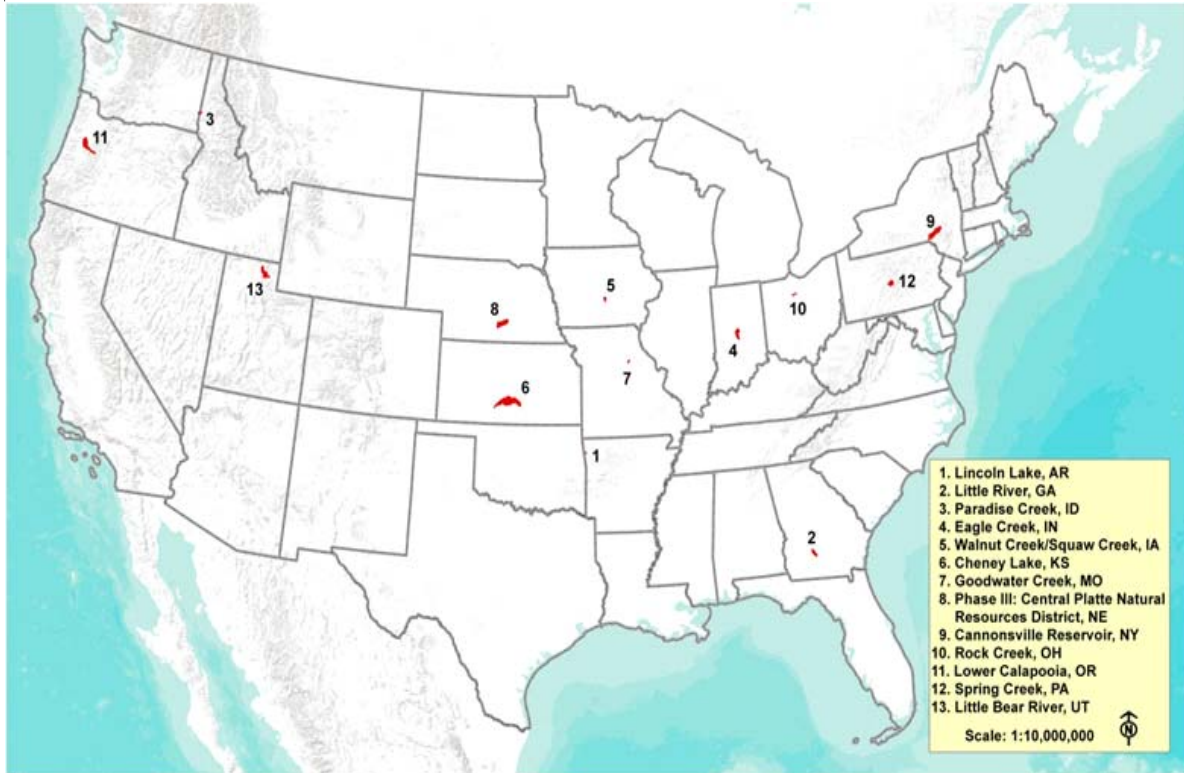 3
11
9
13
5
12
8
10
4
7
6
1
2
1. Lincoln Lake, AR
2. Little River, GA
3. Paradise Creek, ID
4. Eagle Creek, IN
5. Walnut Creek/Squaw Creek, IA
6. Cheney Lake, KS
7. Goodwater Creek, MO
8. Phase III: Central Platte Natural
Resources District, NE
9. Cannonsville Reservoir, NY
10. Rock Creek, OH
11. Lower Calapooia, OR
12. Spring Creek, PA
13. Little Bear River, UT
Scale: 1:10,000,000
N